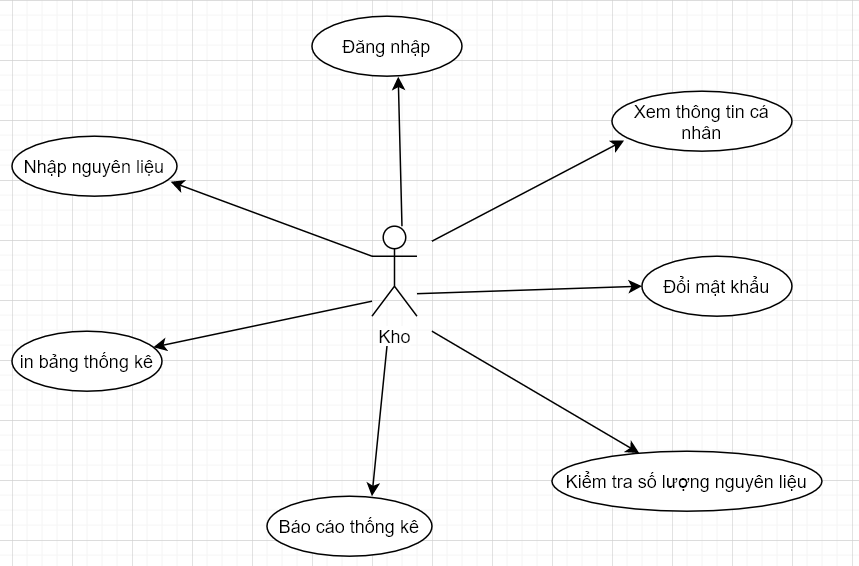 Đăng nhập
Xem thông tin cá
nhân
Nhập nguyên liệu
Đổi mật khẩu
Kho
in bảng thống kê
Kiểm tra số lượng nguyên liệu
Báo cáo thống kê